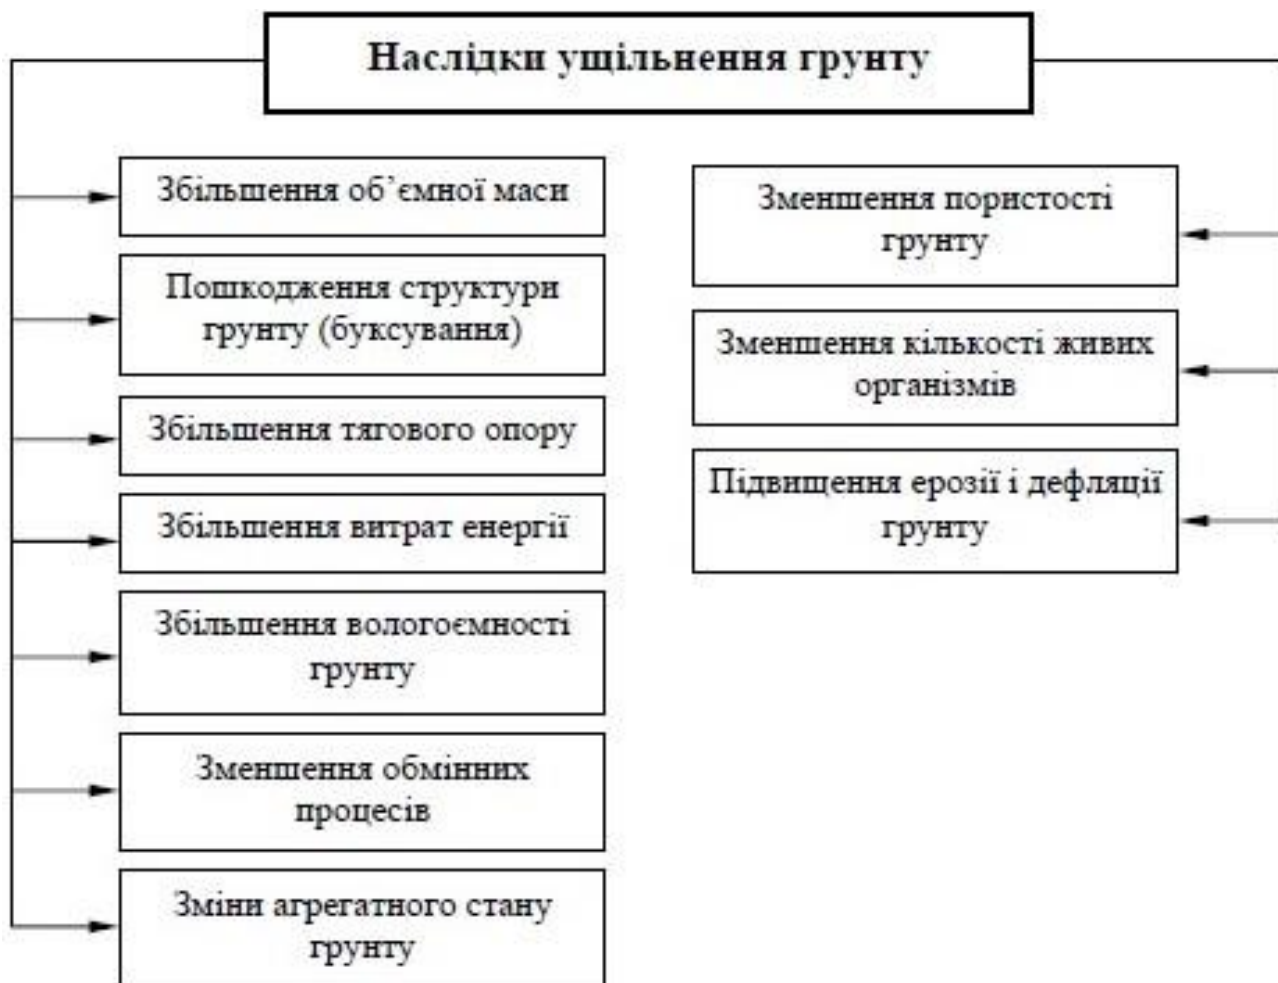 Наслідки ущільнення грунту
Збільшення об’ємної маси
Пошкодження структури
грунту (буксування)
Збільшення тягового опору
Збільшення витрат енергії
Збільшення вологоємності
грунту
Зменшення обмінних
процесів
Зміни агрегатного стану
грунту
Зменшення пористості
грунту
Зменшення кількості живих
організмів
Підвищення ерозії і дефляції
грунту